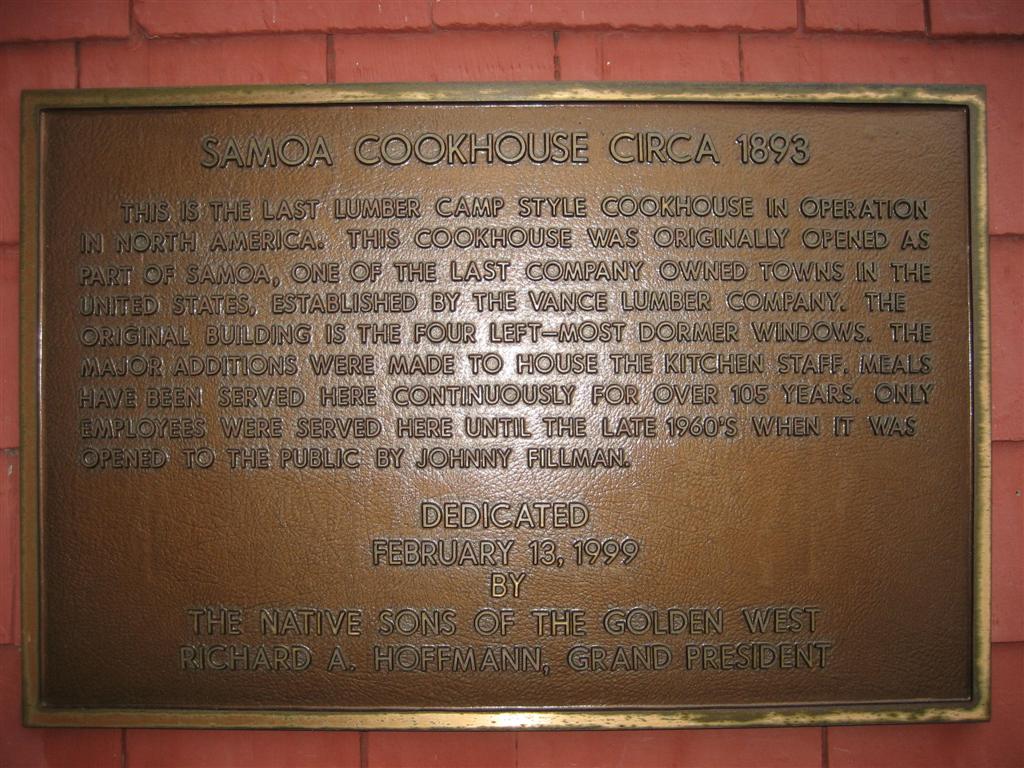 SAMOA COOKHOUSE CIRCA 1893
THIS IS THE LAST LUMBER CAMP STYLE COOKHOUSE IN OPERATION
IN NORTH AMERICA. THIS COOKHOUSE WAS ORIGINALLY OPENED AS
PART OF SAMOA, ONE OF THE LAST COMPANY OWNED TOWNS IN THE
UNITED STATES, ESTABLISHED BY THE VANCE LUMBER COMPANY. THE
ORIGINAL BUILDING IS THE FOUR LEFT-MOST DORMER WINDOWS. THE
MAJOR ADDITIONS WERE MADE TO HOUSE THE KITCHEN STAFF. MEALS
HAVE BEEN SERVED HERE CONTINUOUSLY FOR OVER 105 YEARS. ONLY
EMPLOYEES WERE SERVED HERE UNTIL THE LATE 1960'S WHEN IT WAS
OPENED TO THE PUBLIC BY JOHNNY FILLMAN.
DEDICATED
FEBRUARY 13, 1999
BY
THE NATIVE SONS OF THE GOLDEN WEST
RICHARD A. HOFFMANN, GRAND PRESIDENT